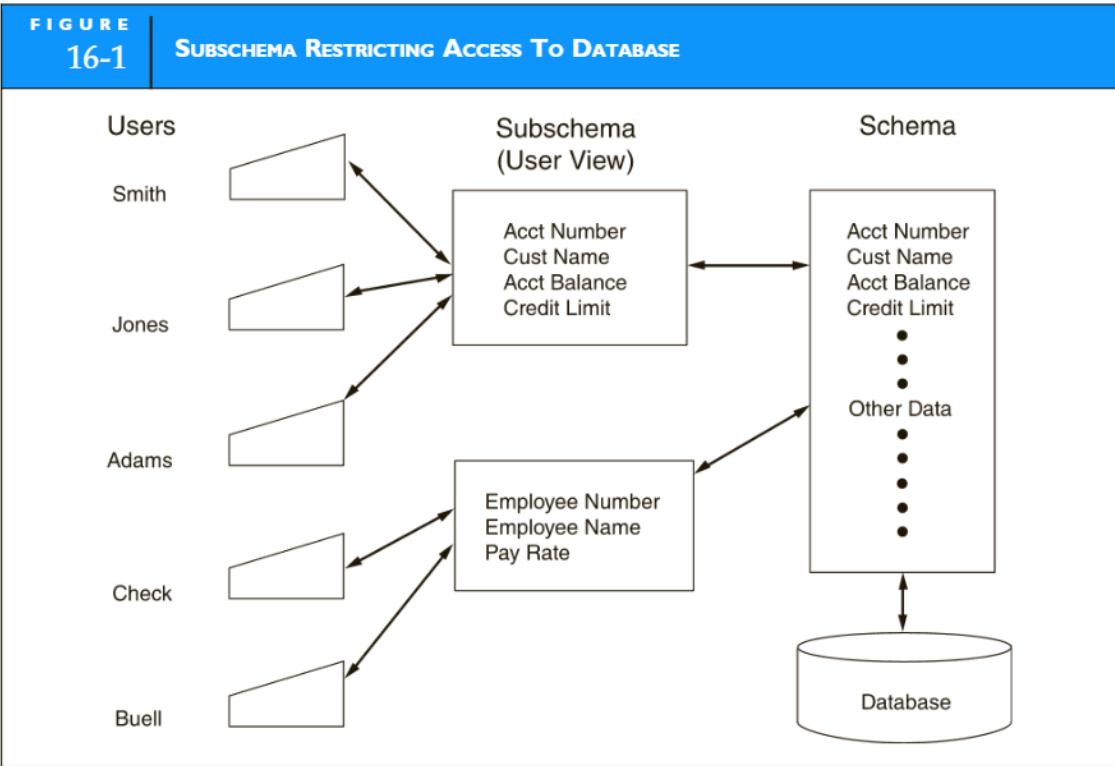 FIGURE
16-1
SUBSCHEMA RESTRICTING ACCESS TO DATABASE
Users
Smith
Jones
Adams
Check
Buell
Subschema
(User View)
Acct Number
Cust Name
Acct Balance
Credit Limit
Employee Number
Employee Name
Pay Rate
Schema
Acct Number
Cust Name
Acct Balance
Credit Limit
Other Data
Database